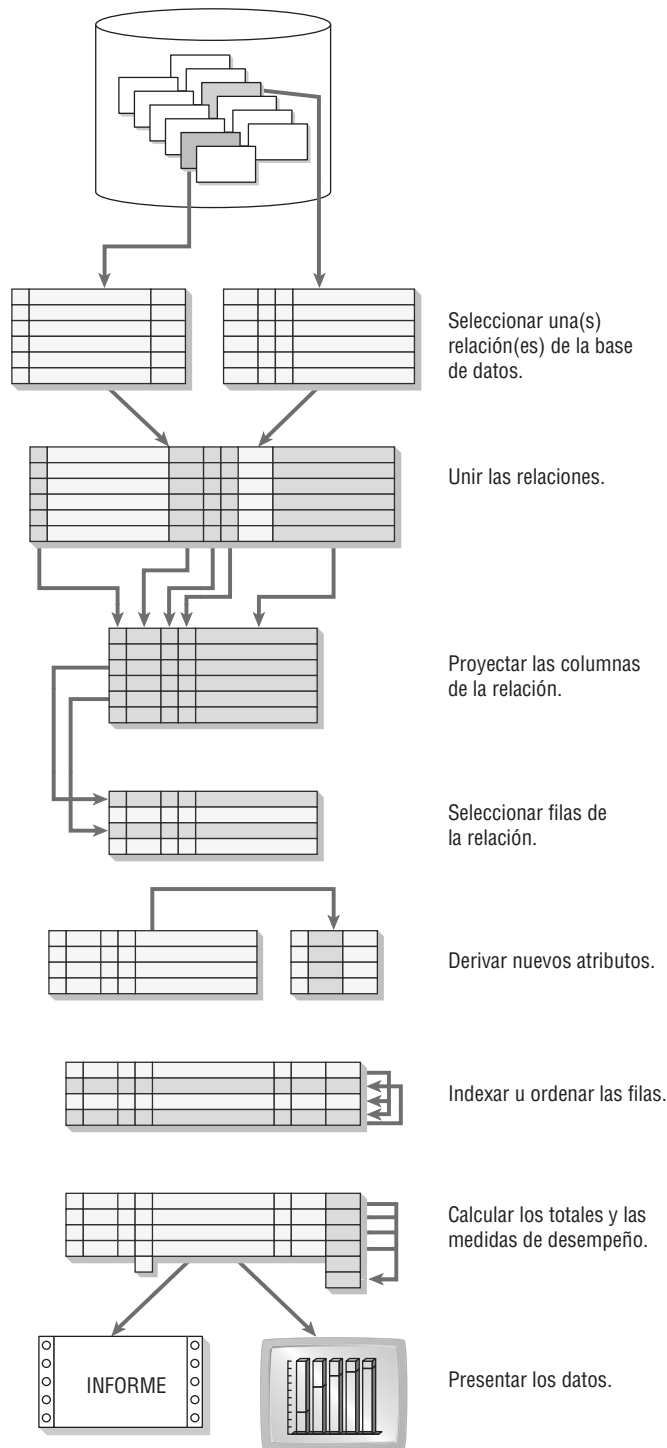 Seleccionar una(s)
relación(es) de la base
de datos.
Unir las relaciones.
Proyectar las columnas
de la relación.
Seleccionar filas de
la relación.
Derivar nuevos atributos.
Indexar u ordenar las filas.
Calcular los totales y las
medidas de desempeño.
INFORME
Presentar los datos.